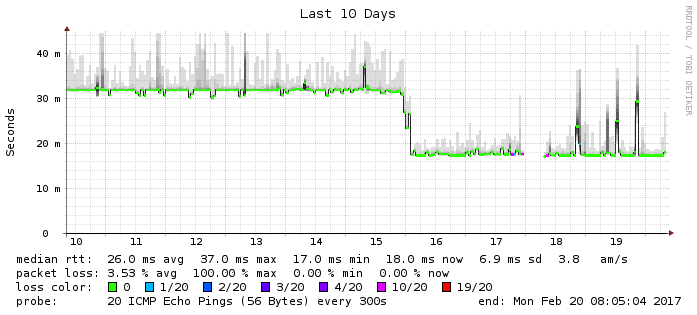 Last 10 Days
RRDTOOL / TOBI OETIKER
Seconds
40 m
30 m
20 m
10 m
0
10 11 12 13 14 15 16 17 18 19
median rtt: 26.0 ms avg 37.0 ms max 17.0 ms min 18.0 ms now 6.9 ms sd 3.8 am/s
packet loss: 3.53 % avg 100.00 % max 0.00 % min 0.00 % now
loss color: 0 1/20 2/20 3/20 4/20 10/20 19/20
probe: 20 ICMP Echo Pings (56 Bytes) every 300s end: Mon Feb 20 08:05:04 2017